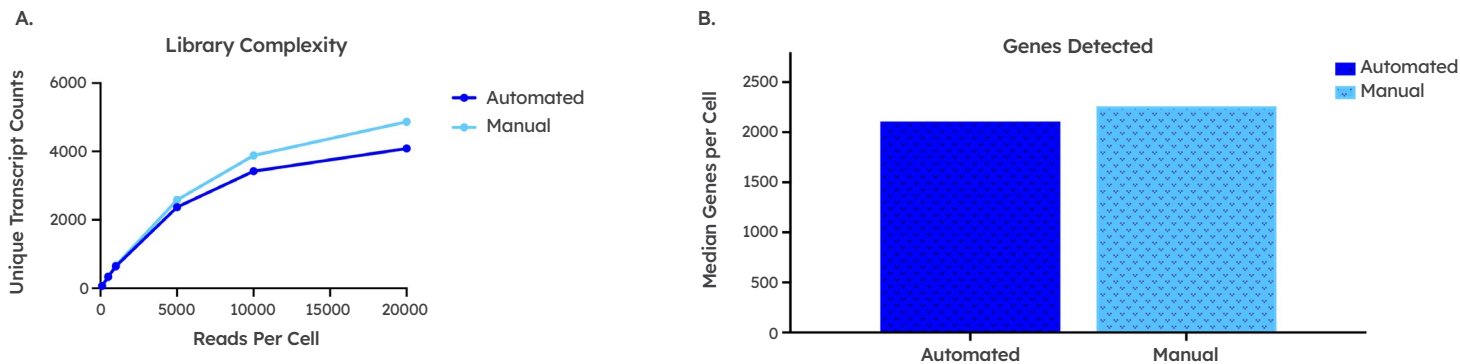 A.
Library Complexity
Unique Transcript Counts
6000
4000
2000
0
0 5000 10000 15000 20000
Reads Per Cell
Automated
Manual
B.
Genes Detected
Median Genes per Cell
2500
2000
1500
1000
500
0
Automated Manual
Automated
Manual